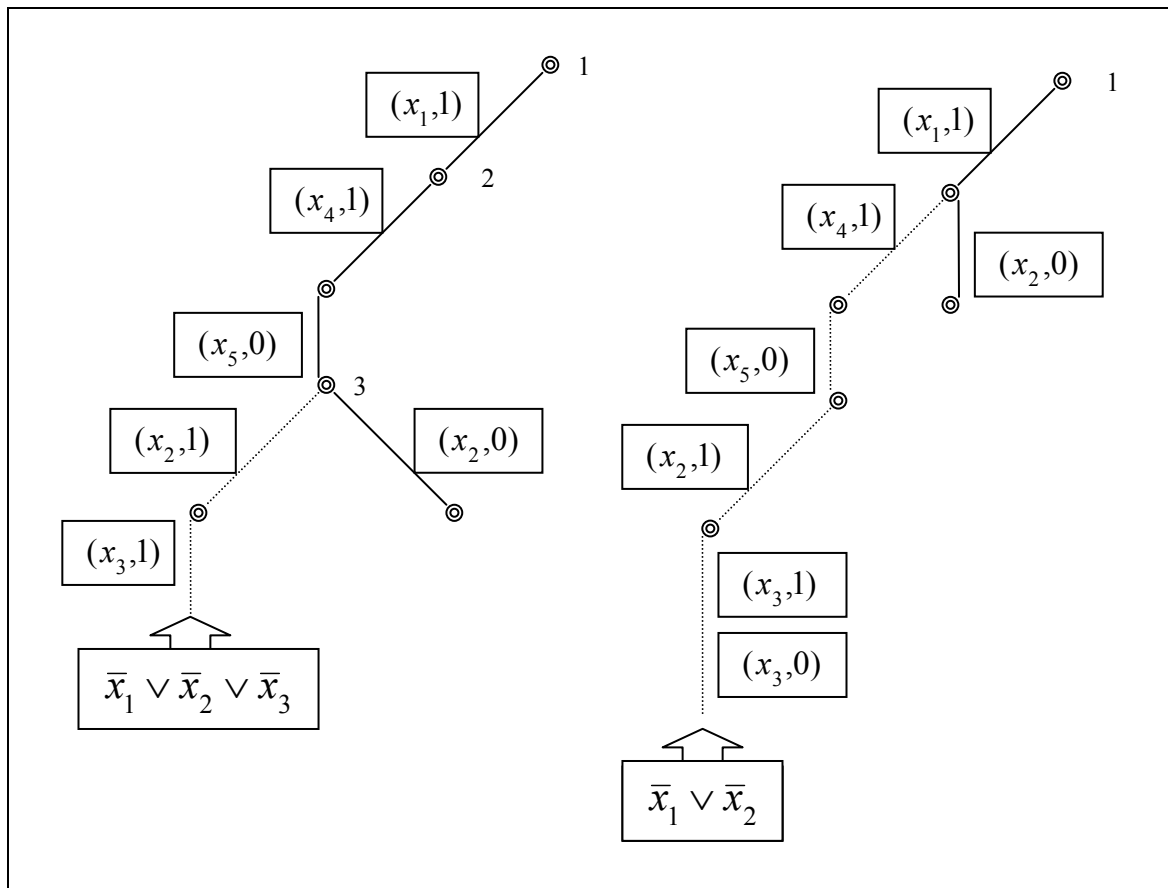 1
(x₁,1)
2
(x₄,1)
(x₅,0)
3
(x₂,1)
(x₂,0)
(x₃,1)
x̅₁ ∨ x̅₂ ∨ x̅₃
1
(x₁,1)
(x₄,1)
(x₂,0)
(x₅,0)
(x₂,1)
(x₃,1)
(x₃,0)
x̅₁ ∨ x̅₂